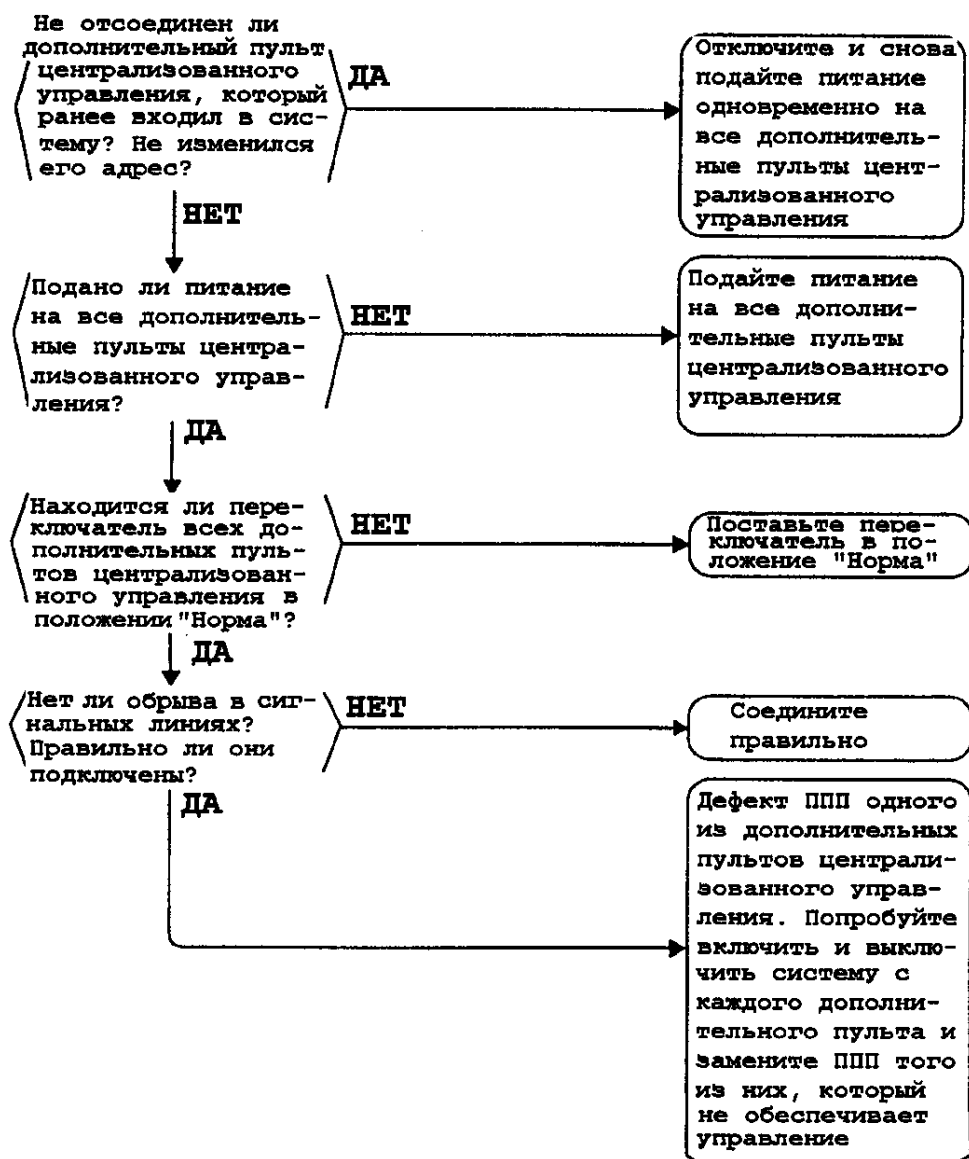 Не отсоединен ли
дополнительный пульт
централизованного
управления, который
ранее входил в сис-
тему? Не изменился
его адрес?
ДА
Отключите и снова
подайте питание
одновременно на
все дополнитель-
ные пульты цент-
рализованного
управления
НЕТ
Подано ли питание
на все дополнитель-
ные пульты центра-
лизованного управ-
ления?
НЕТ
Подайте питание
на все дополни-
тельные пульты
централизованного
управления
ДА
Находится ли пере-
ключатель всех до-
полнительных пуль-
тов централизован-
ного управления в
положении "Норма"?
НЕТ
Поставьте пере-
ключатель в по-
ложение "Норма"
ДА
Нет ли обрыва в сиг-
нальных линиях?
Правильно ли они
подключены?
НЕТ
Соедините
правильно
ДА
Дефект ППП одного
из дополнительных
пультов централи-
зованного управ-
ления. Попробуйте
включить и выклю-
чить систему с
каждого дополни-
тельного пульта и
замените ППП того
из них, который
не обеспечивает
управление